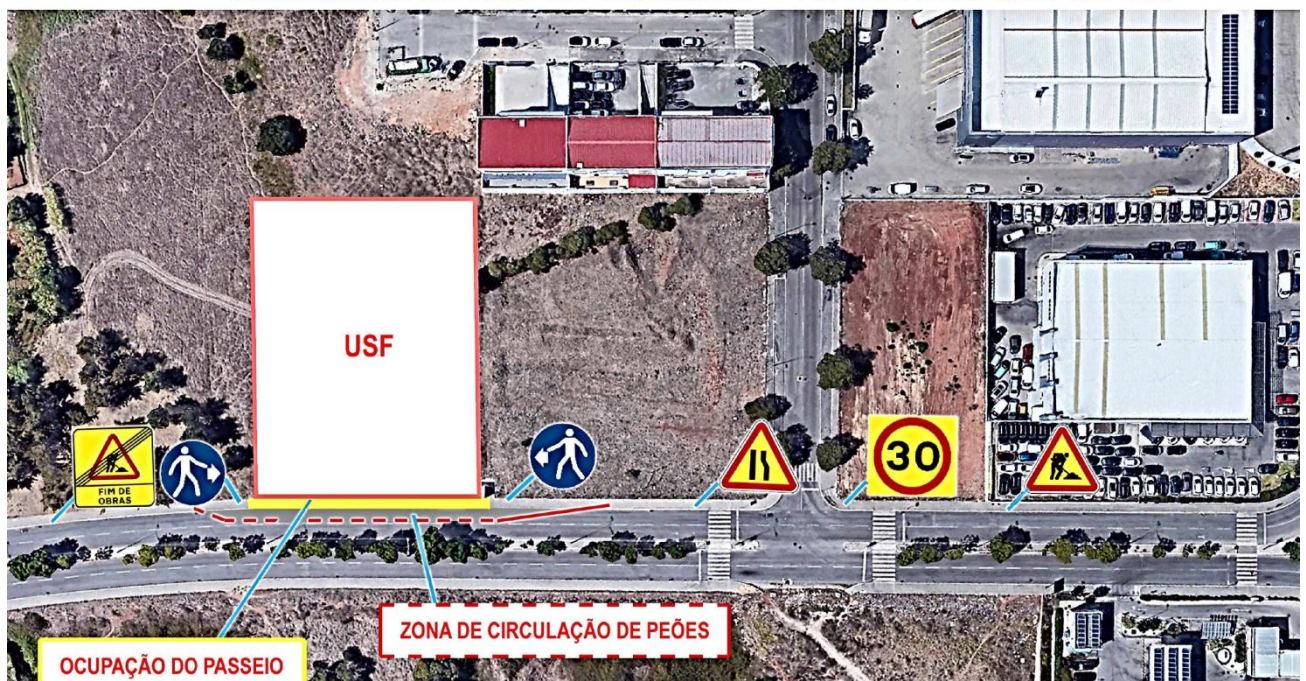 USF
30
FIM DE
OBRAS
ZONA DE CIRCULAÇÃO DE PEÕES
OCUPAÇÃO DO PASSEIO